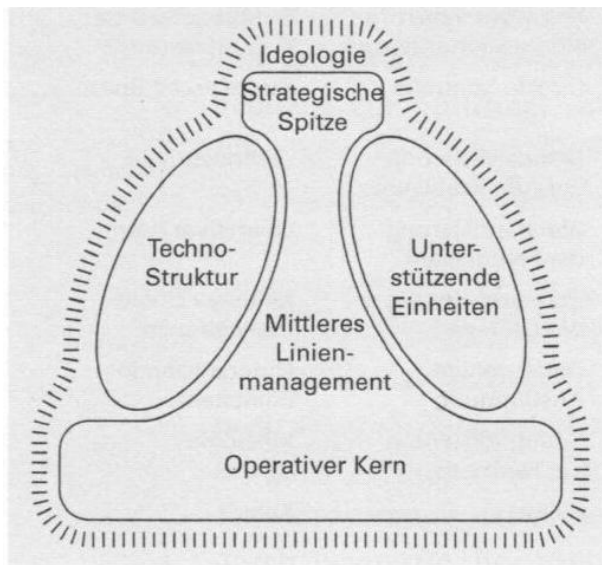 Ideologie
Strategische
Spitze
Techno-
Struktur
Unter-
stützende
Einheiten
Mittleres
Linien-
management
Operativer Kern